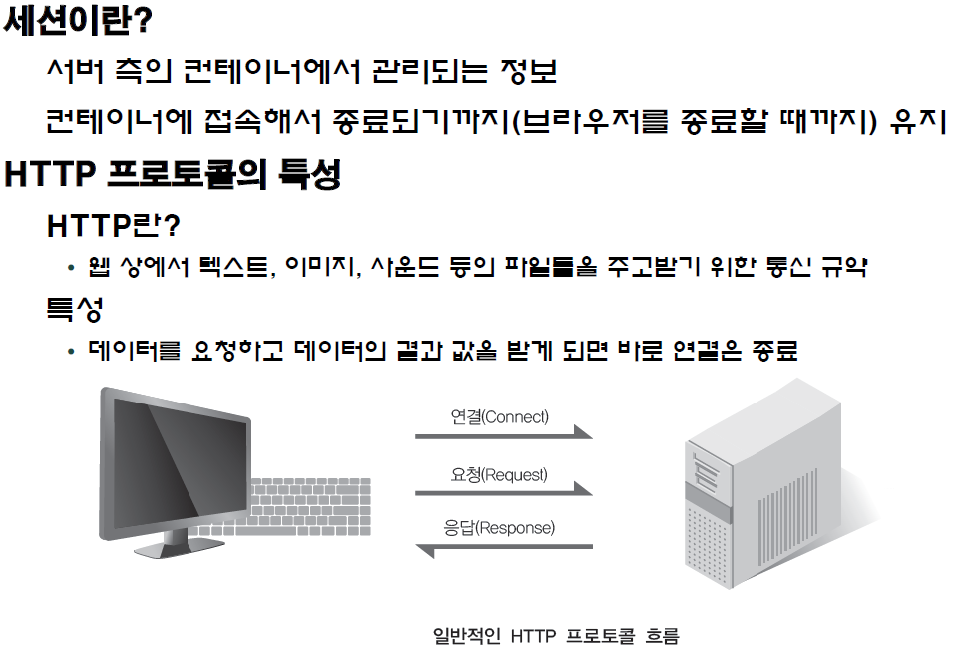 세션이란?
서버 측의 컨테이너에서 관리되는 정보
컨테이너에 접속해서 종료되기까지(브라우저를 종료할 때까지) 유지
HTTP 프로토콜의 특성
HTTP란?
• 웹 상에서 텍스트, 이미지, 사운드 등의 파일들을 주고받기 위한 통신 규약
특성
• 데이터를 요청하고 데이터의 결과 값을 받게 되면 바로 연결은 종료
연결(Connect)
요청(Request)
응답(Response)
일반적인 HTTP 프로토콜 흐름